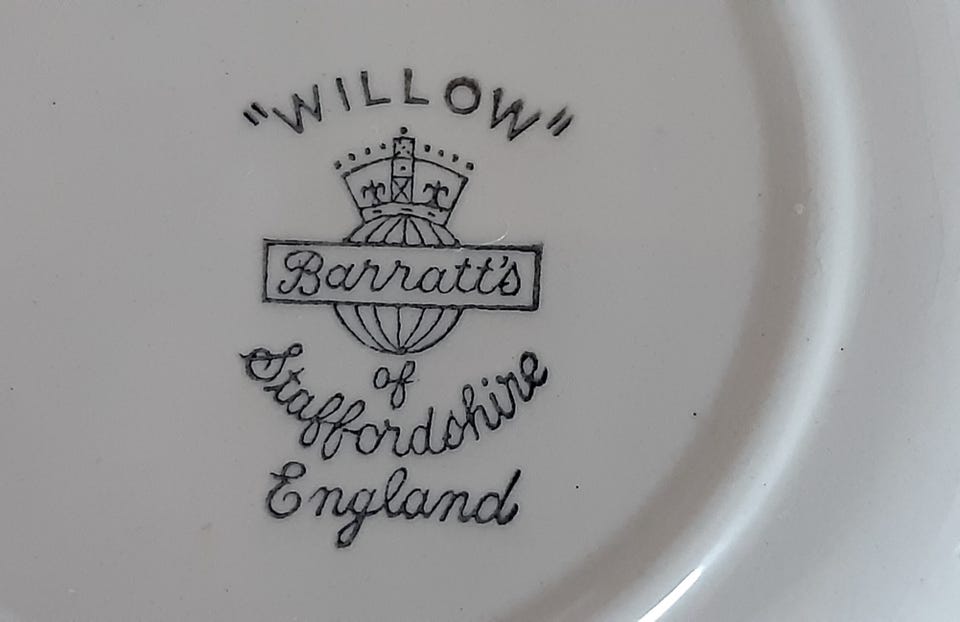 "WILLOW"
Barratt's
of
Staffordshire
England